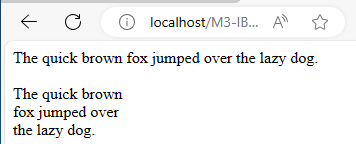 localhost/M3-IB...
The quick brown fox jumped over the lazy dog.
The quick brown
fox jumped over
the lazy dog.